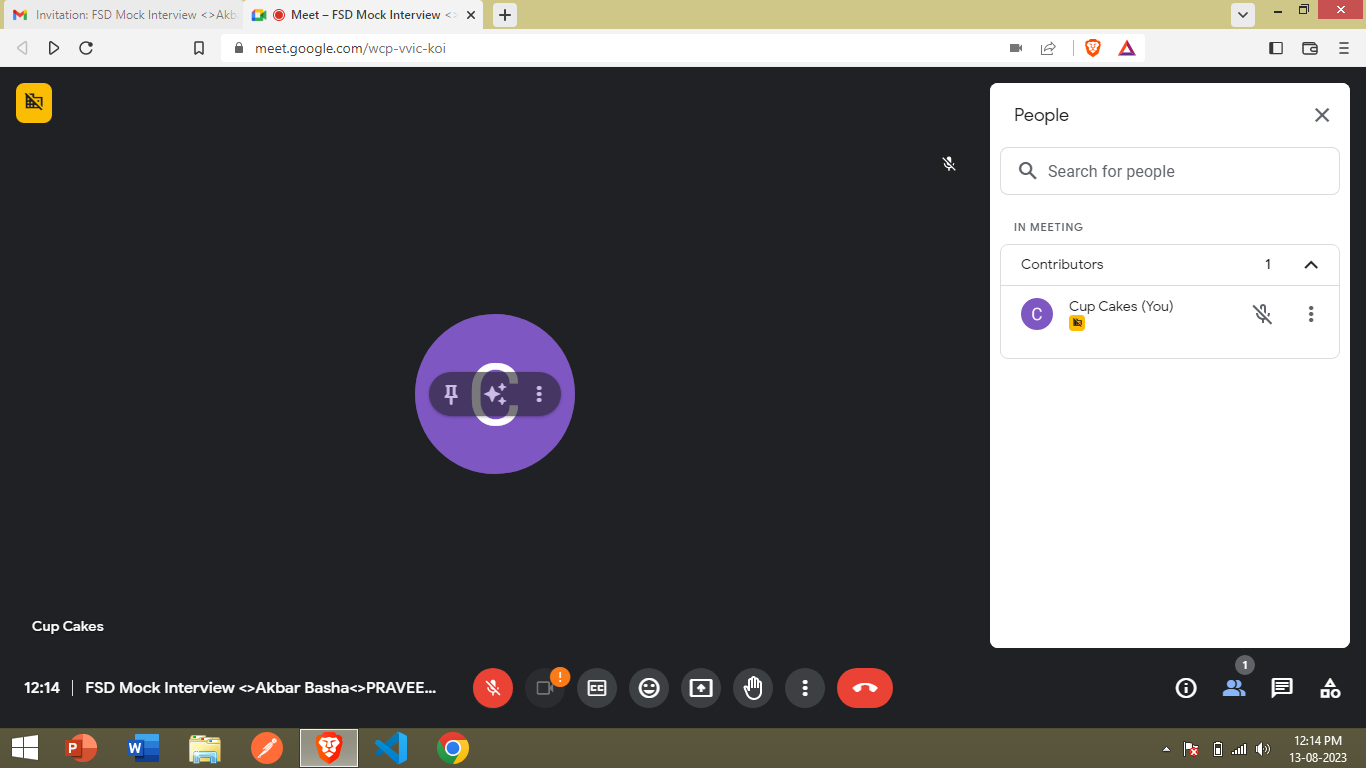 Invitation: FSD Mock Interview <>Akb
Meet – FSD Mock Interview <>
meet.google.com/wcp-vvic-koi
People
Search for people
IN MEETING
Contributors 1
C Cup Cakes (You)
C
Cup Cakes
12:14 | FSD Mock Interview <>Akbar Basha<>PRAVEE...
CC
!
1
P
W
12:14 PM
13-08-2023